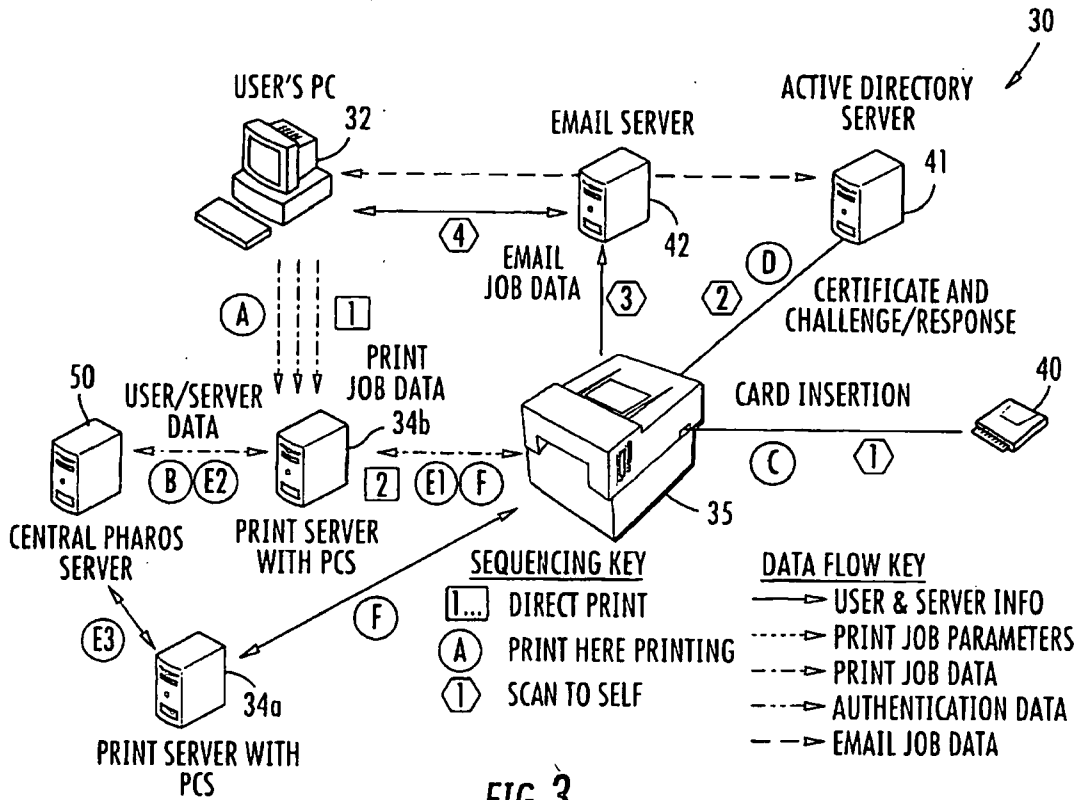 30
USER'S PC
32
EMAIL SERVER
ACTIVE DIRECTORY
SERVER
41
42
4
EMAIL
JOB DATA
3
2
D
CERTIFICATE AND
CHALLENGE/RESPONSE
A
1
PRINT
JOB DATA
34b
50
USER/SERVER
DATA
B
E2
2
E1
F
CARD INSERTION
40
C
1
35
CENTRAL PHAROS
SERVER
PRINT SERVER
WITH PCS
E3
F
34a
PRINT SERVER WITH
PCS
SEQUENCING KEY
1... DIRECT PRINT
A PRINT HERE PRINTING
1 SCAN TO SELF
DATA FLOW KEY
USER & SERVER INFO
PRINT JOB PARAMETERS
PRINT JOB DATA
AUTHENTICATION DATA
EMAIL JOB DATA
FIG. 3